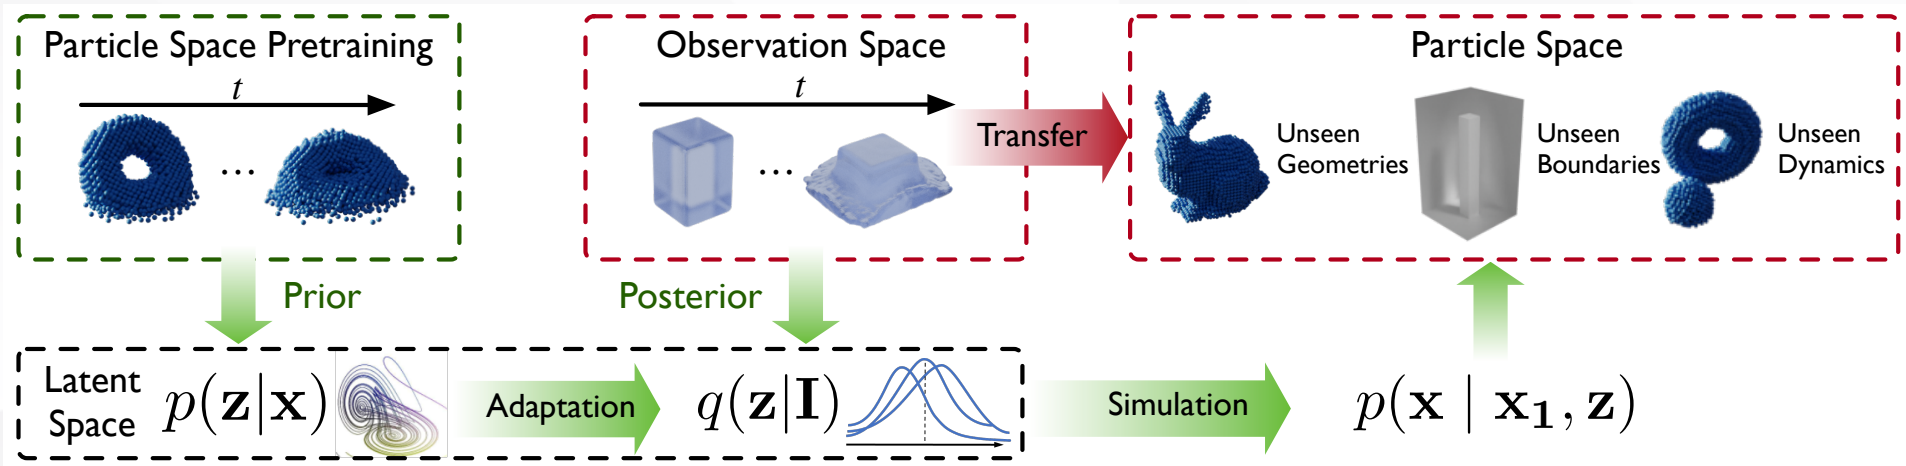 Particle Space Pretraining
t
...
Observation Space
t
...
Transfer
Particle Space
Unseen
Geometries
Unseen
Boundaries
Unseen
Dynamics
Prior
Posterior
Latent
Space
p(z|x)
Adaptation
q(z|I)
Simulation
p(x | x₁, z)